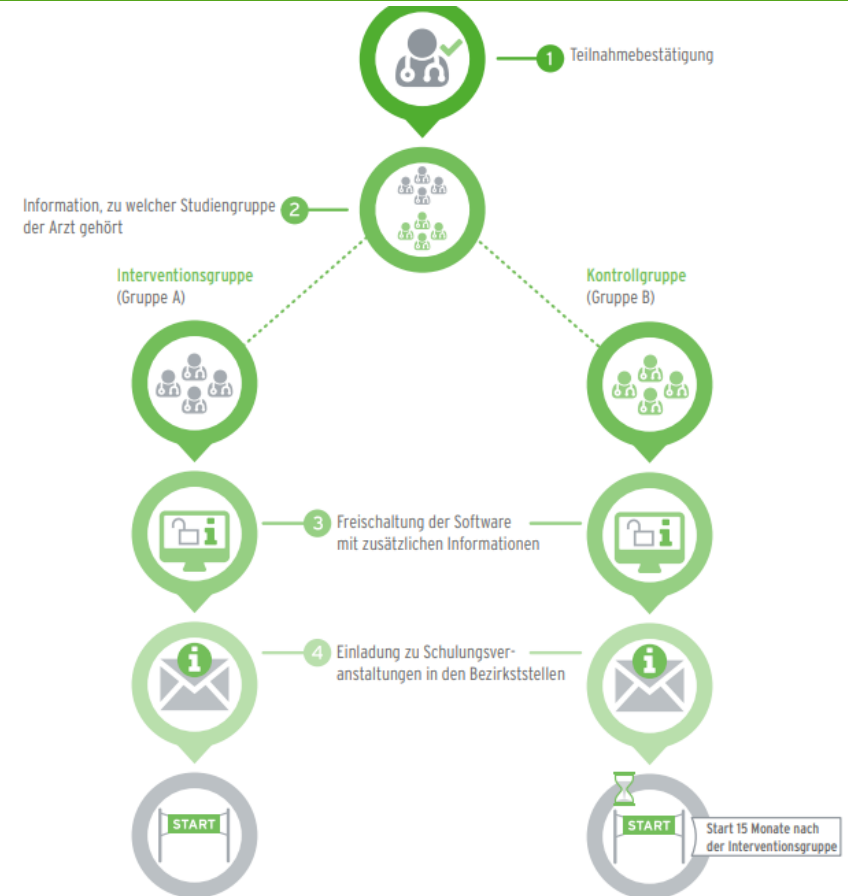 1 Teilnahmebestätigung
Information, zu welcher Studiengruppe
der Arzt gehört
2
Interventionsgruppe
(Gruppe A)
Kontrollgruppe
(Gruppe B)
3 Freischaltung der Software
mit zusätzlichen Informationen
4 Einladung zu Schulungsver-
anstaltungen in den Bezirkststellen
START
START
Start 15 Monate nach
der Interventionsgruppe